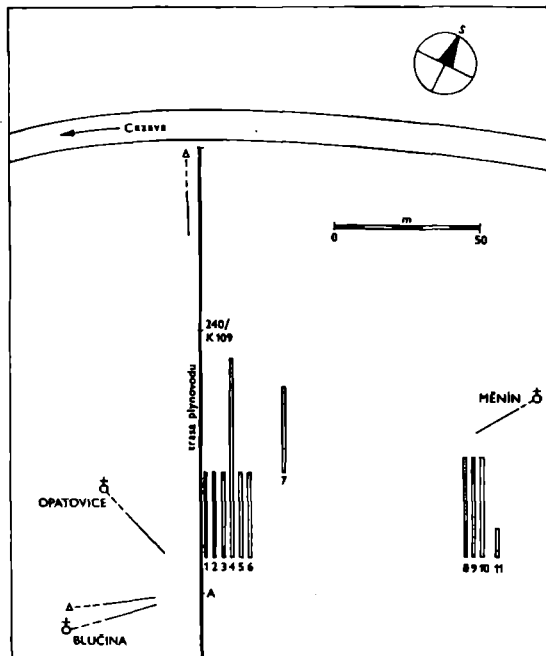 S
CEZAVA
m
0 50
240/
K 109
trasa plynovodu
MĚNÍN
7
OPATOVICE
1 2 3 4 5 6
8 9 10 11
A
BLUČINA